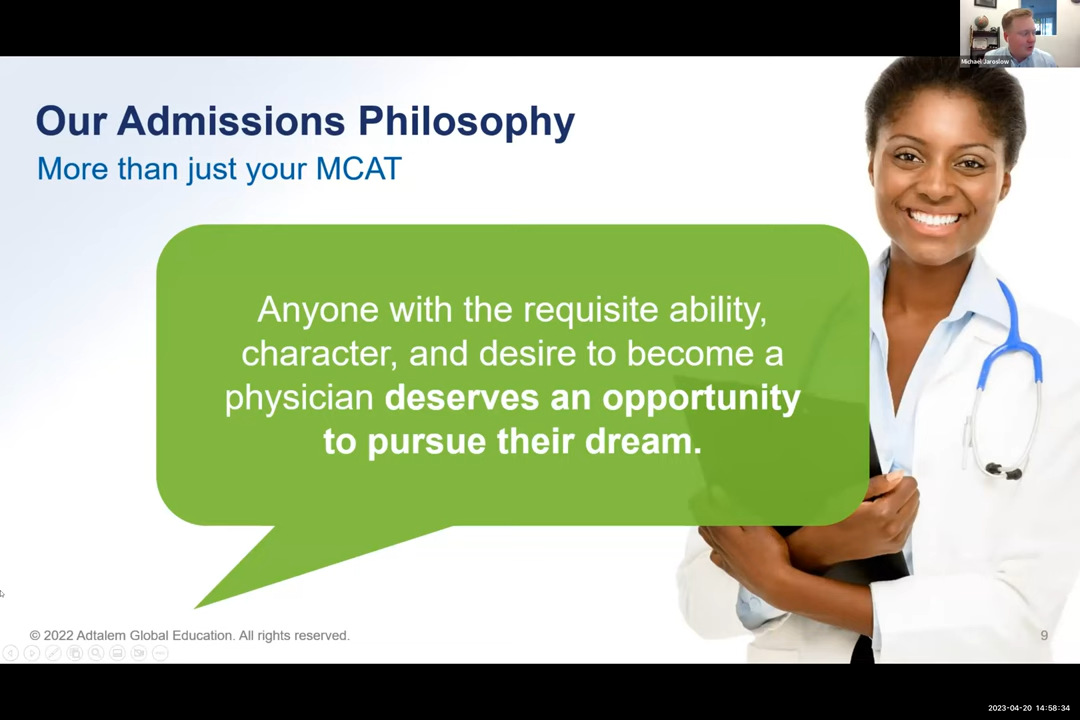 Michael Jaroslow
Our Admissions Philosophy
More than just your MCAT
Anyone with the requisite ability,
character, and desire to become a
physician deserves an opportunity
to pursue their dream.
© 2022 Adtalem Global Education. All rights reserved.
9
2023-04-20 14:58:34